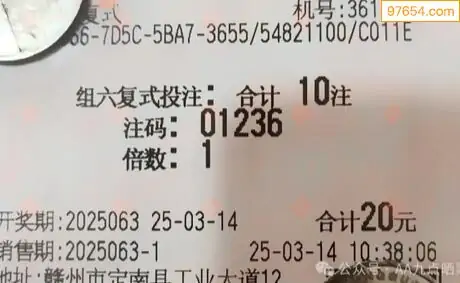 97654.com
复式 机号:361
66-7D5C-5BA7-3655/54821100/C011E
组六复式投注: 合计 10注
注码: 01236
倍数: 1
开奖期:2025063 25-03-14 合计20元
销售期:2025063-1 25-03-14 10:38:06
地址:赣州市定南县工业大道12
公众号·AA九点晒